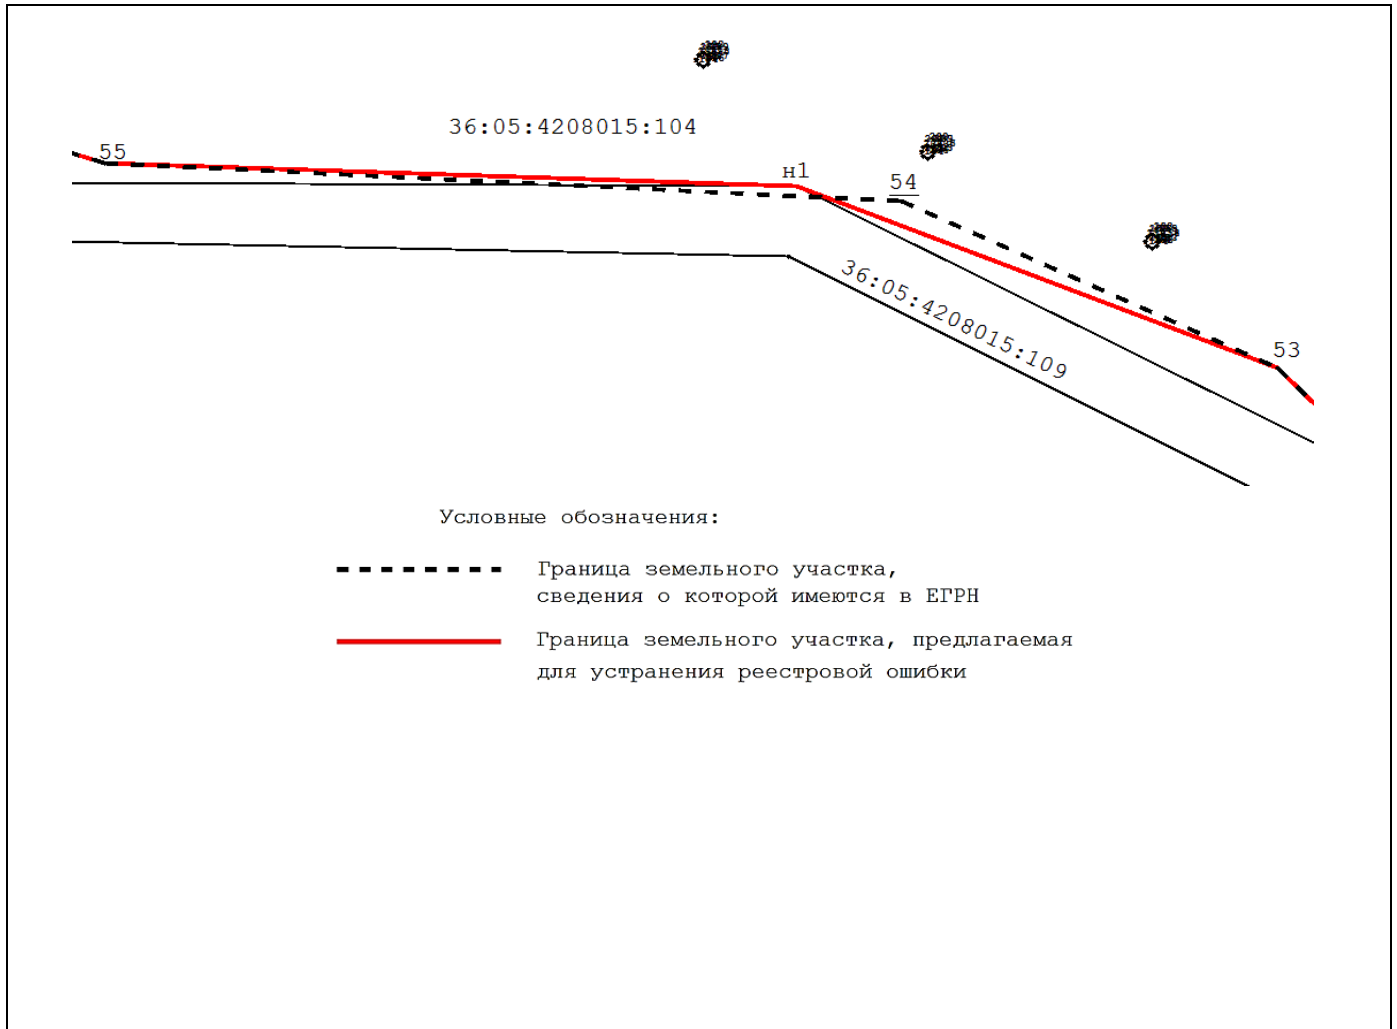 36:05:4208015:104
55
н1
54
53
36:05:4208015:109
Условные обозначения:
Граница земельного участка,
сведения о которой имеются в ЕГРН
Граница земельного участка, предлагаемая
для устранения реестровой ошибки